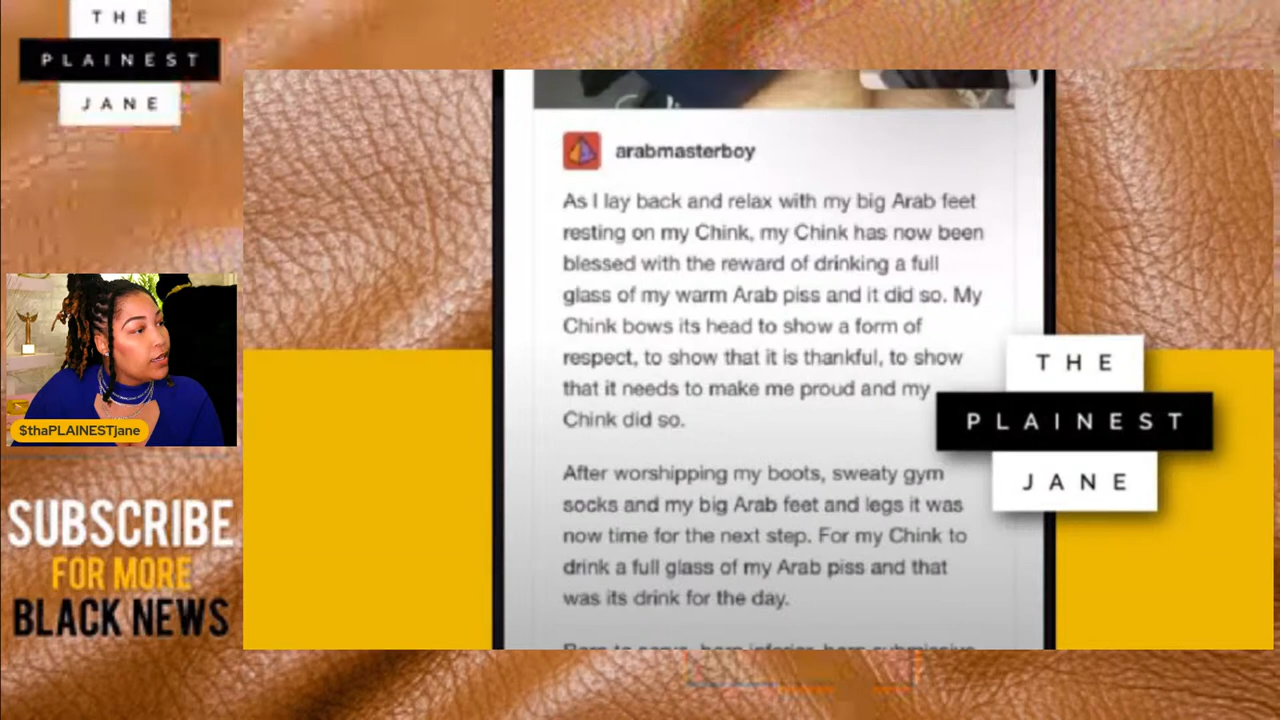 THE
PLAINEST
JANE
arabmasterboy
As I lay back and relax with my big Arab feet
resting on my Chink, my Chink has now been
blessed with the reward of drinking a full
glass of my warm Arab piss and it did so. My
Chink bows its head to show a form of
respect, to show that it is thankful, to show
that it needs to make me proud and my
Chink did so.
After worshipping my boots, sweaty gym
socks and my big Arab feet and legs it was
now time for the next step. For my Chink to
drink a full glass of my Arab piss and that
was its drink for the day.
THE
PLAINEST
JANE
$thaPLAINESTjane
SUBSCRIBE
FOR MORE
BLACK NEWS